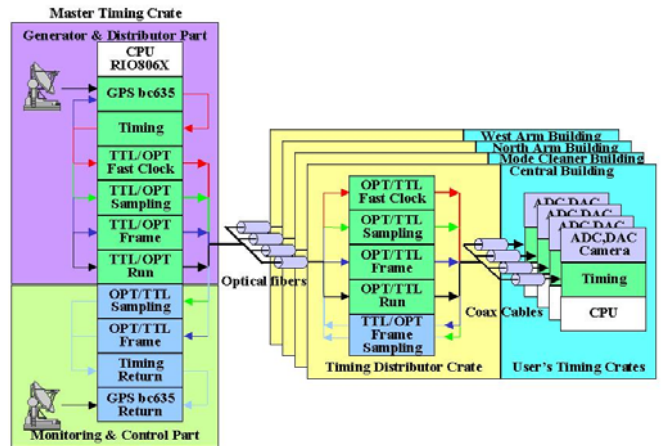 Master Timing Crate
Generator & Distributor Part
CPU
RIO806X
GPS bc635
Timing
TTL/OPT
Fast Clock
TTL/OPT
Sampling
TTL/OPT
Frame
TTL/OPT
Run
OPT/TTL
Sampling
OPT/TTL
Frame
Timing
Return
GPS bc635
Return
Monitoring & Control Part
Optical fibers
West Arm Building
North Arm Building
Mode Cleaner Building
Central Building
OPT/TTL
Fast Clock
OPT/TTL
Sampling
OPT/TTL
Frame
OPT/TTL
Run
TTL/OPT
Frame
Sampling
Timing Distributor Crate
Coax Cables
ADC,DAC
ADC,DAC
ADC,DAC
ADC,DAC
Camera
Timing
CPU
User's Timing Crates